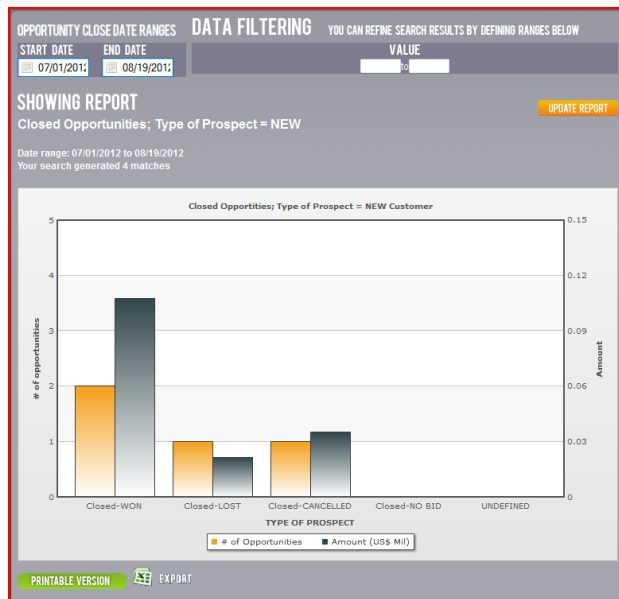 OPPORTUNITY CLOSE DATE RANGES
DATA FILTERING YOU CAN REFINE SEARCH RESULTS BY DEFINING RANGES BELOW
START DATE END DATE
VALUE
07/01/2012 08/19/2012
to
SHOWING REPORT
UPDATE REPORT
Closed Opportunities; Type of Prospect = NEW
Date range: 07/01/2012 to 08/19/2012
Your search generated 4 matches
Closed Opportities; Type of Prospect = NEW Customer
5 0.15
4 0.12
3 0.09
2 0.06
1 0.03
0 0
# of opportunities
Amount
Closed-WON Closed-LOST Closed-CANCELLED Closed-NO BID UNDEFINED
TYPE OF PROSPECT
# of Opportunities Amount (US$ Mil)
PRINTABLE VERSION EXPORT